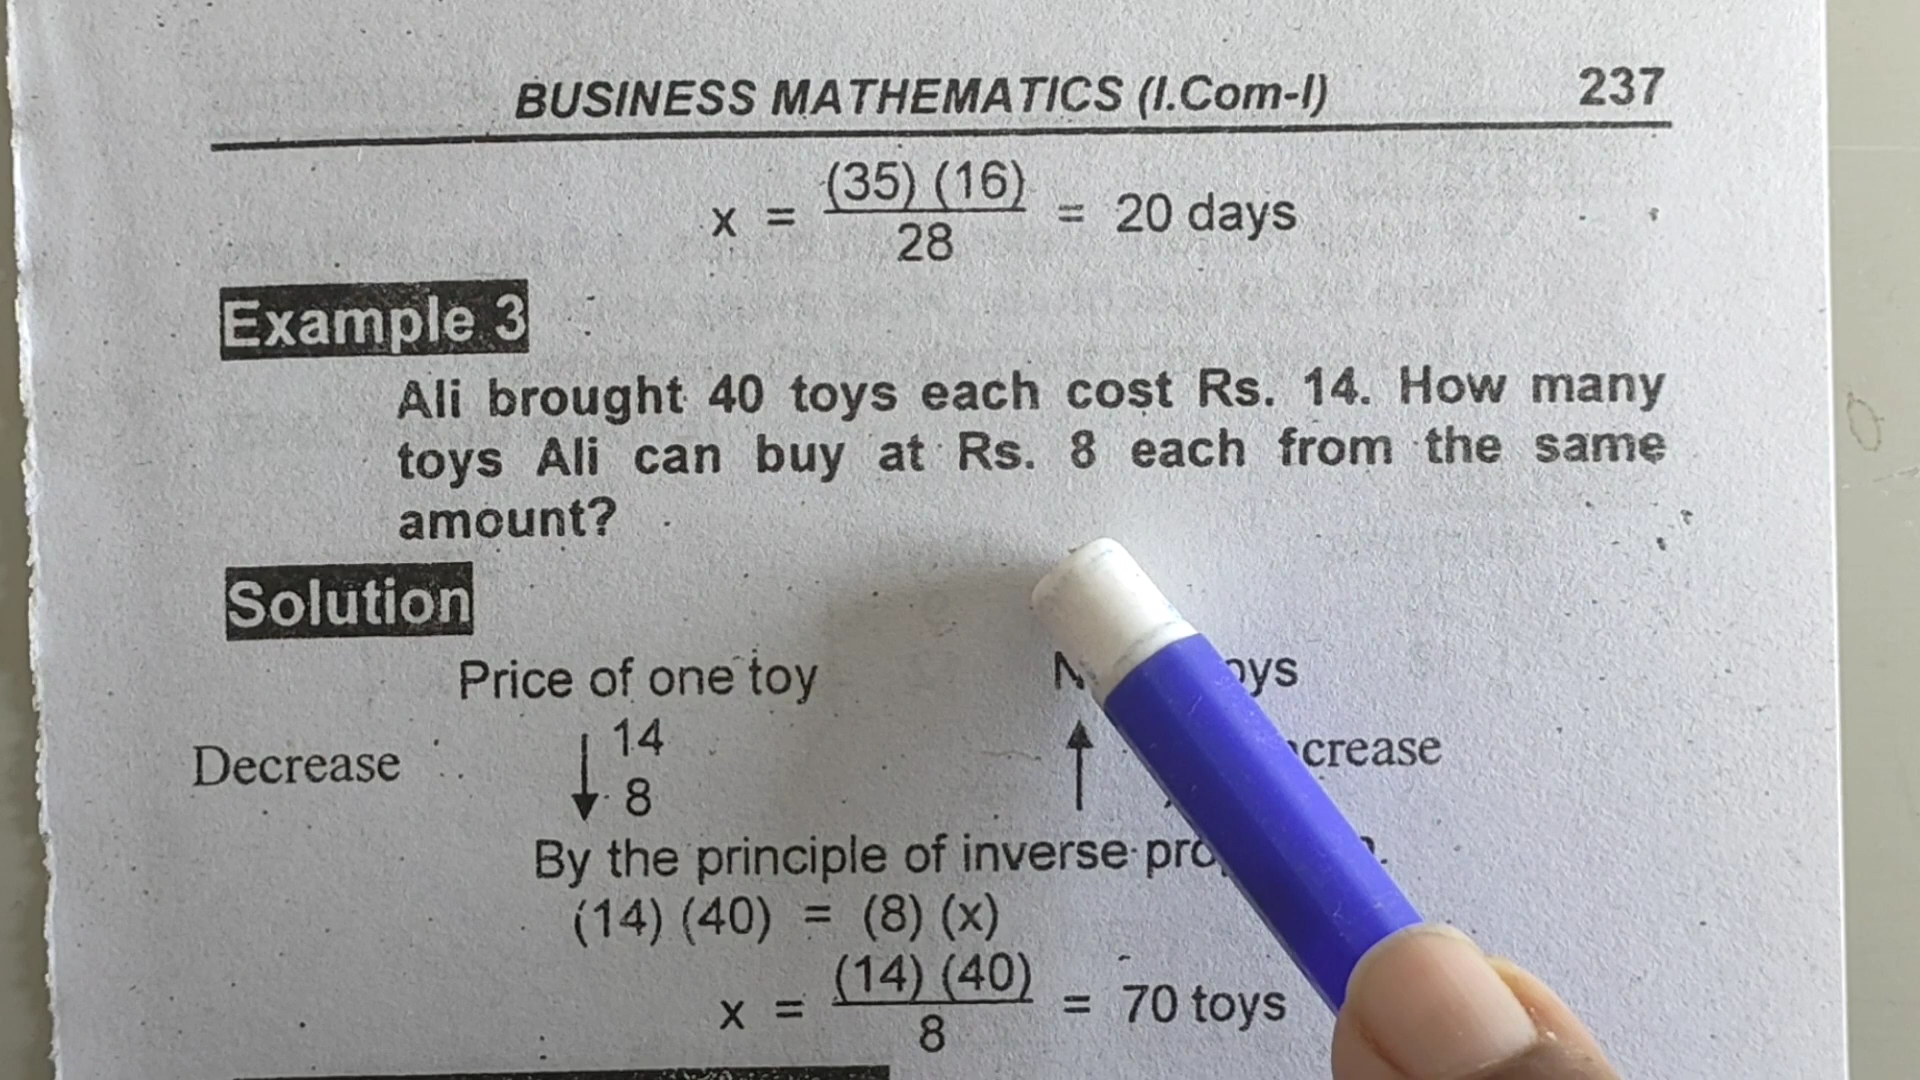 BUSINESS MATHEMATICS (I.Com-I) 237
x = (35) (16) / 28 = 20 days
Example 3
Ali brought 40 toys each cost Rs. 14. How many
toys Ali can buy at Rs. 8 each from the same
amount?
Solution
Price of one toy
Decrease 14
8
By the principle of inverse
(14) (40) = (8) (x)
x = (14) (40) / 8 = 70 toys